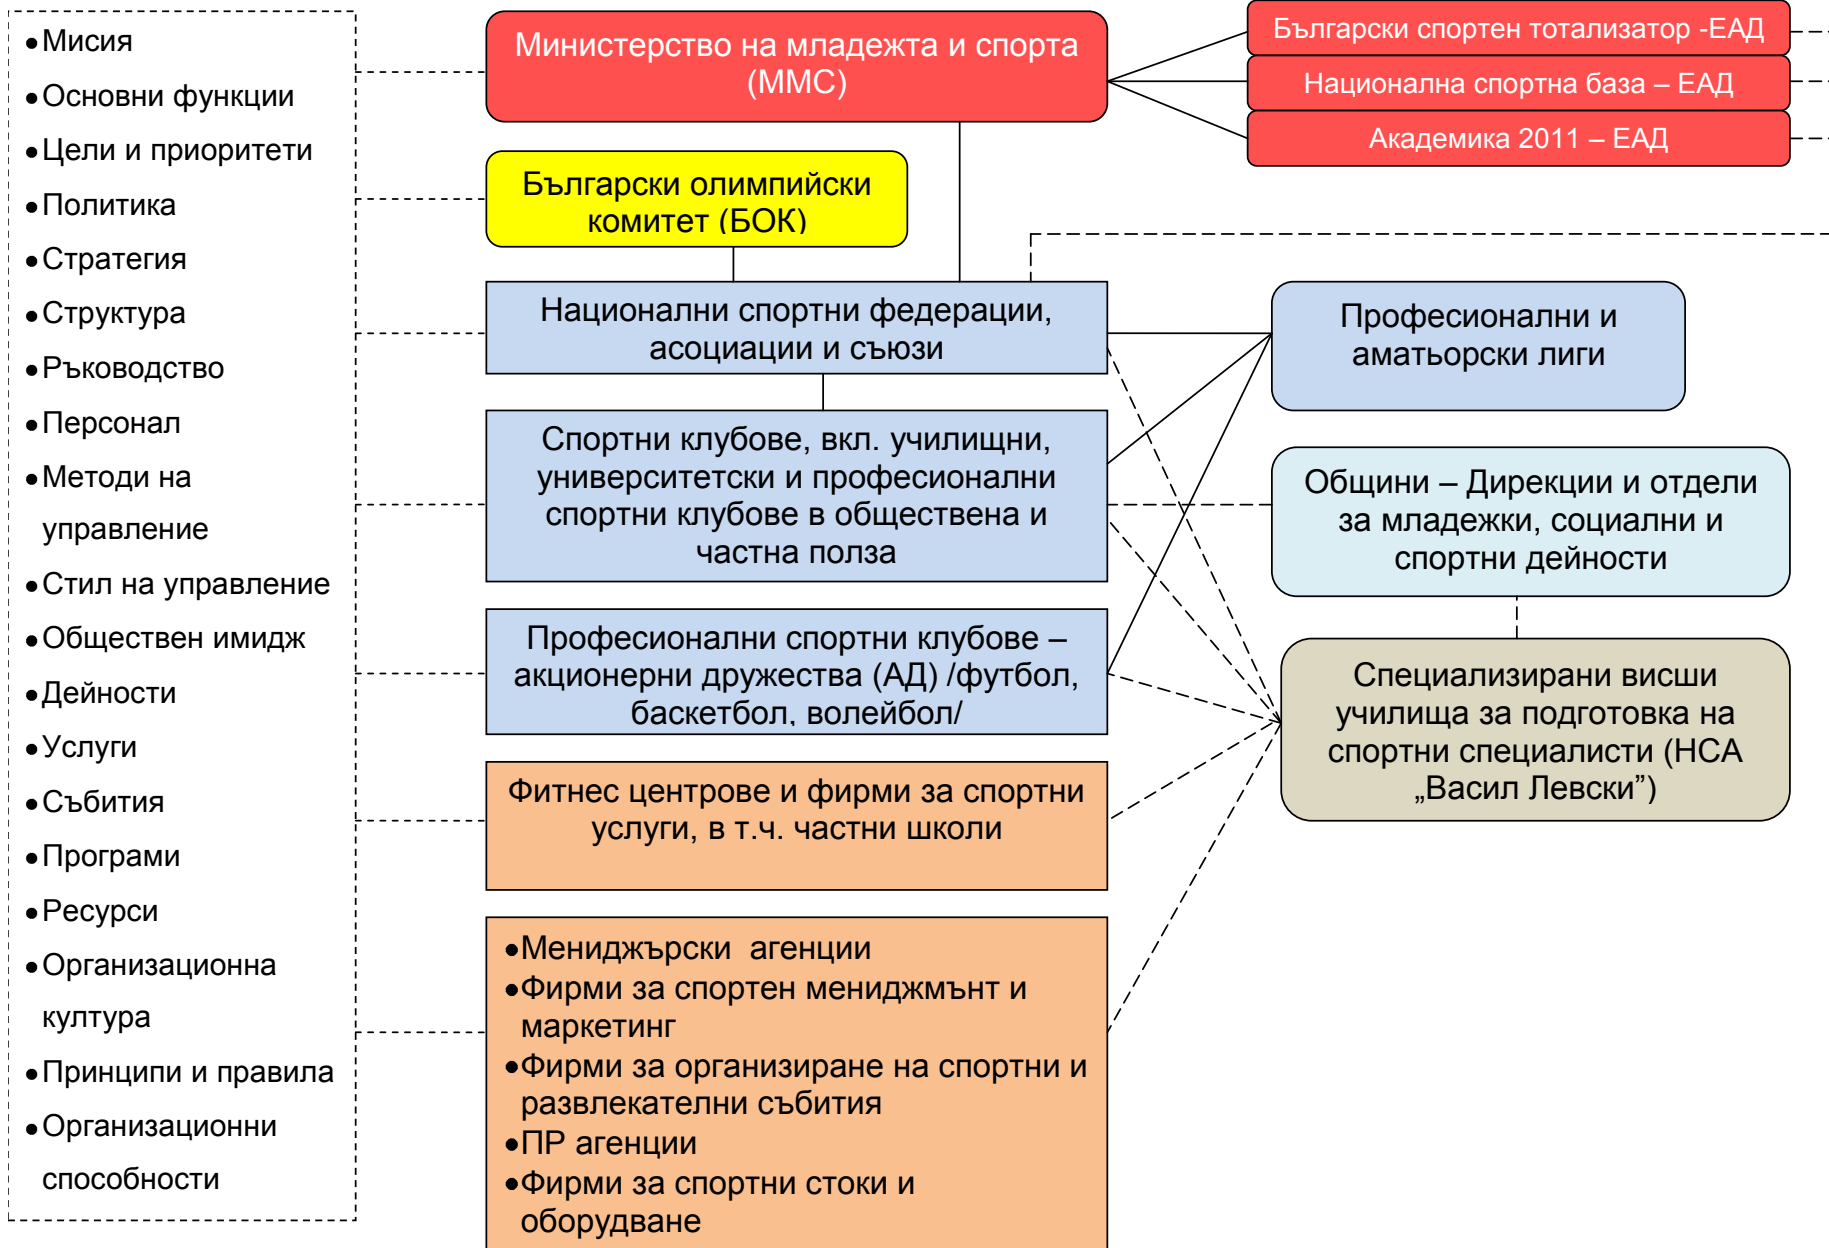 •Мисия
•Основни функции
•Цели и приоритети
•Политика
•Стратегия
•Структура
•Ръководство
•Персонал
•Методи на
управление
•Стил на управление
•Обществен имидж
•Дейности
•Услуги
•Събития
•Програми
•Ресурси
•Организационна
култура
•Принципи и правила
•Организационни
способности
Министерство на младежта и спорта
(ММС)
Български спортен тотализатор -ЕАД
Национална спортна база – ЕАД
Академика 2011 – ЕАД
Български олимпийски
комитет (БОК)
Национални спортни федерации,
асоциации и съюзи
Професионални и
аматьорски лиги
Спортни клубове, вкл. училищни,
университетски и професионални
спортни клубове в обществена и
частна полза
Общини – Дирекции и отдели
за младежки, социални и
спортни дейности
Професионални спортни клубове –
акционерни дружества (АД) /футбол,
баскетбол, волейбол/
Специализирани висши
училища за подготовка на
спортни специалисти (НСА
„Васил Левски”)
Фитнес центрове и фирми за спортни
услуги, в т.ч. частни школи
•Мениджърски агенции
•Фирми за спортен мениджмънт и
маркетинг
•Фирми за организиране на спортни и
развлекателни събития
•ПР агенции
•Фирми за спортни стоки и
оборудване